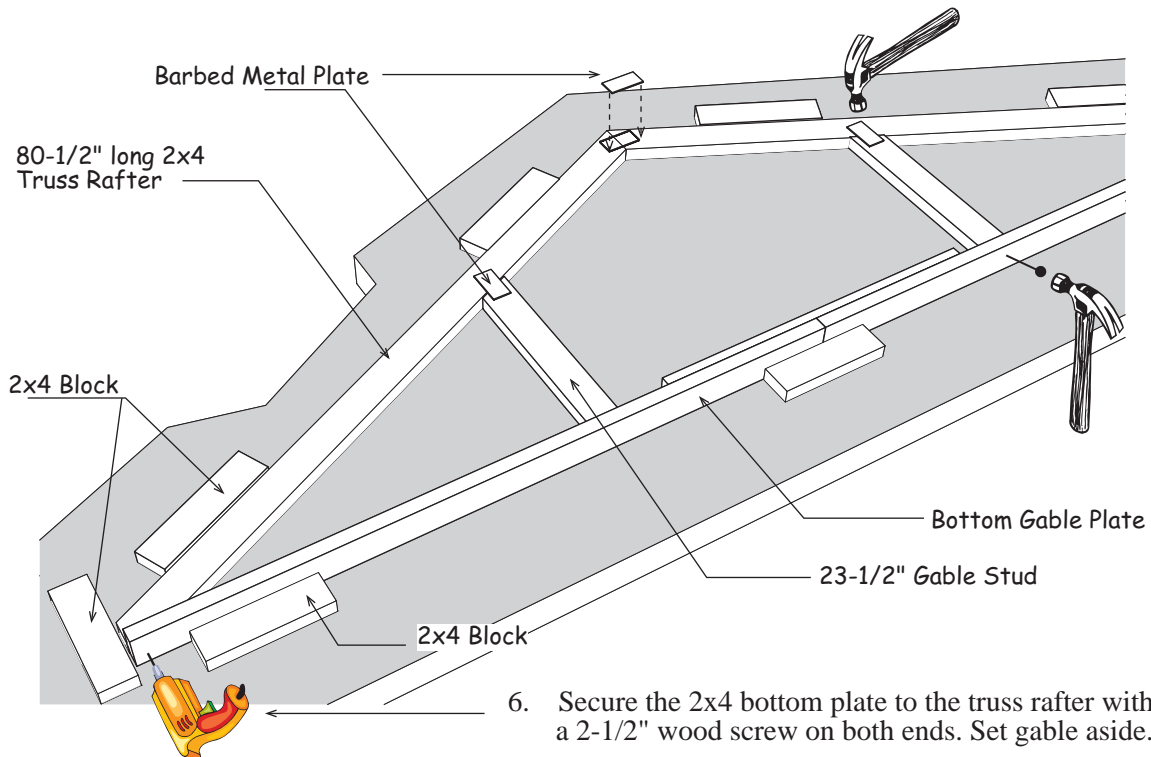 Barbed Metal Plate
80-1/2" long 2x4
Truss Rafter
2x4 Block
Bottom Gable Plate
23-1/2" Gable Stud
2x4 Block
6. Secure the 2x4 bottom plate to the truss rafter with
a 2-1/2" wood screw on both ends. Set gable aside.